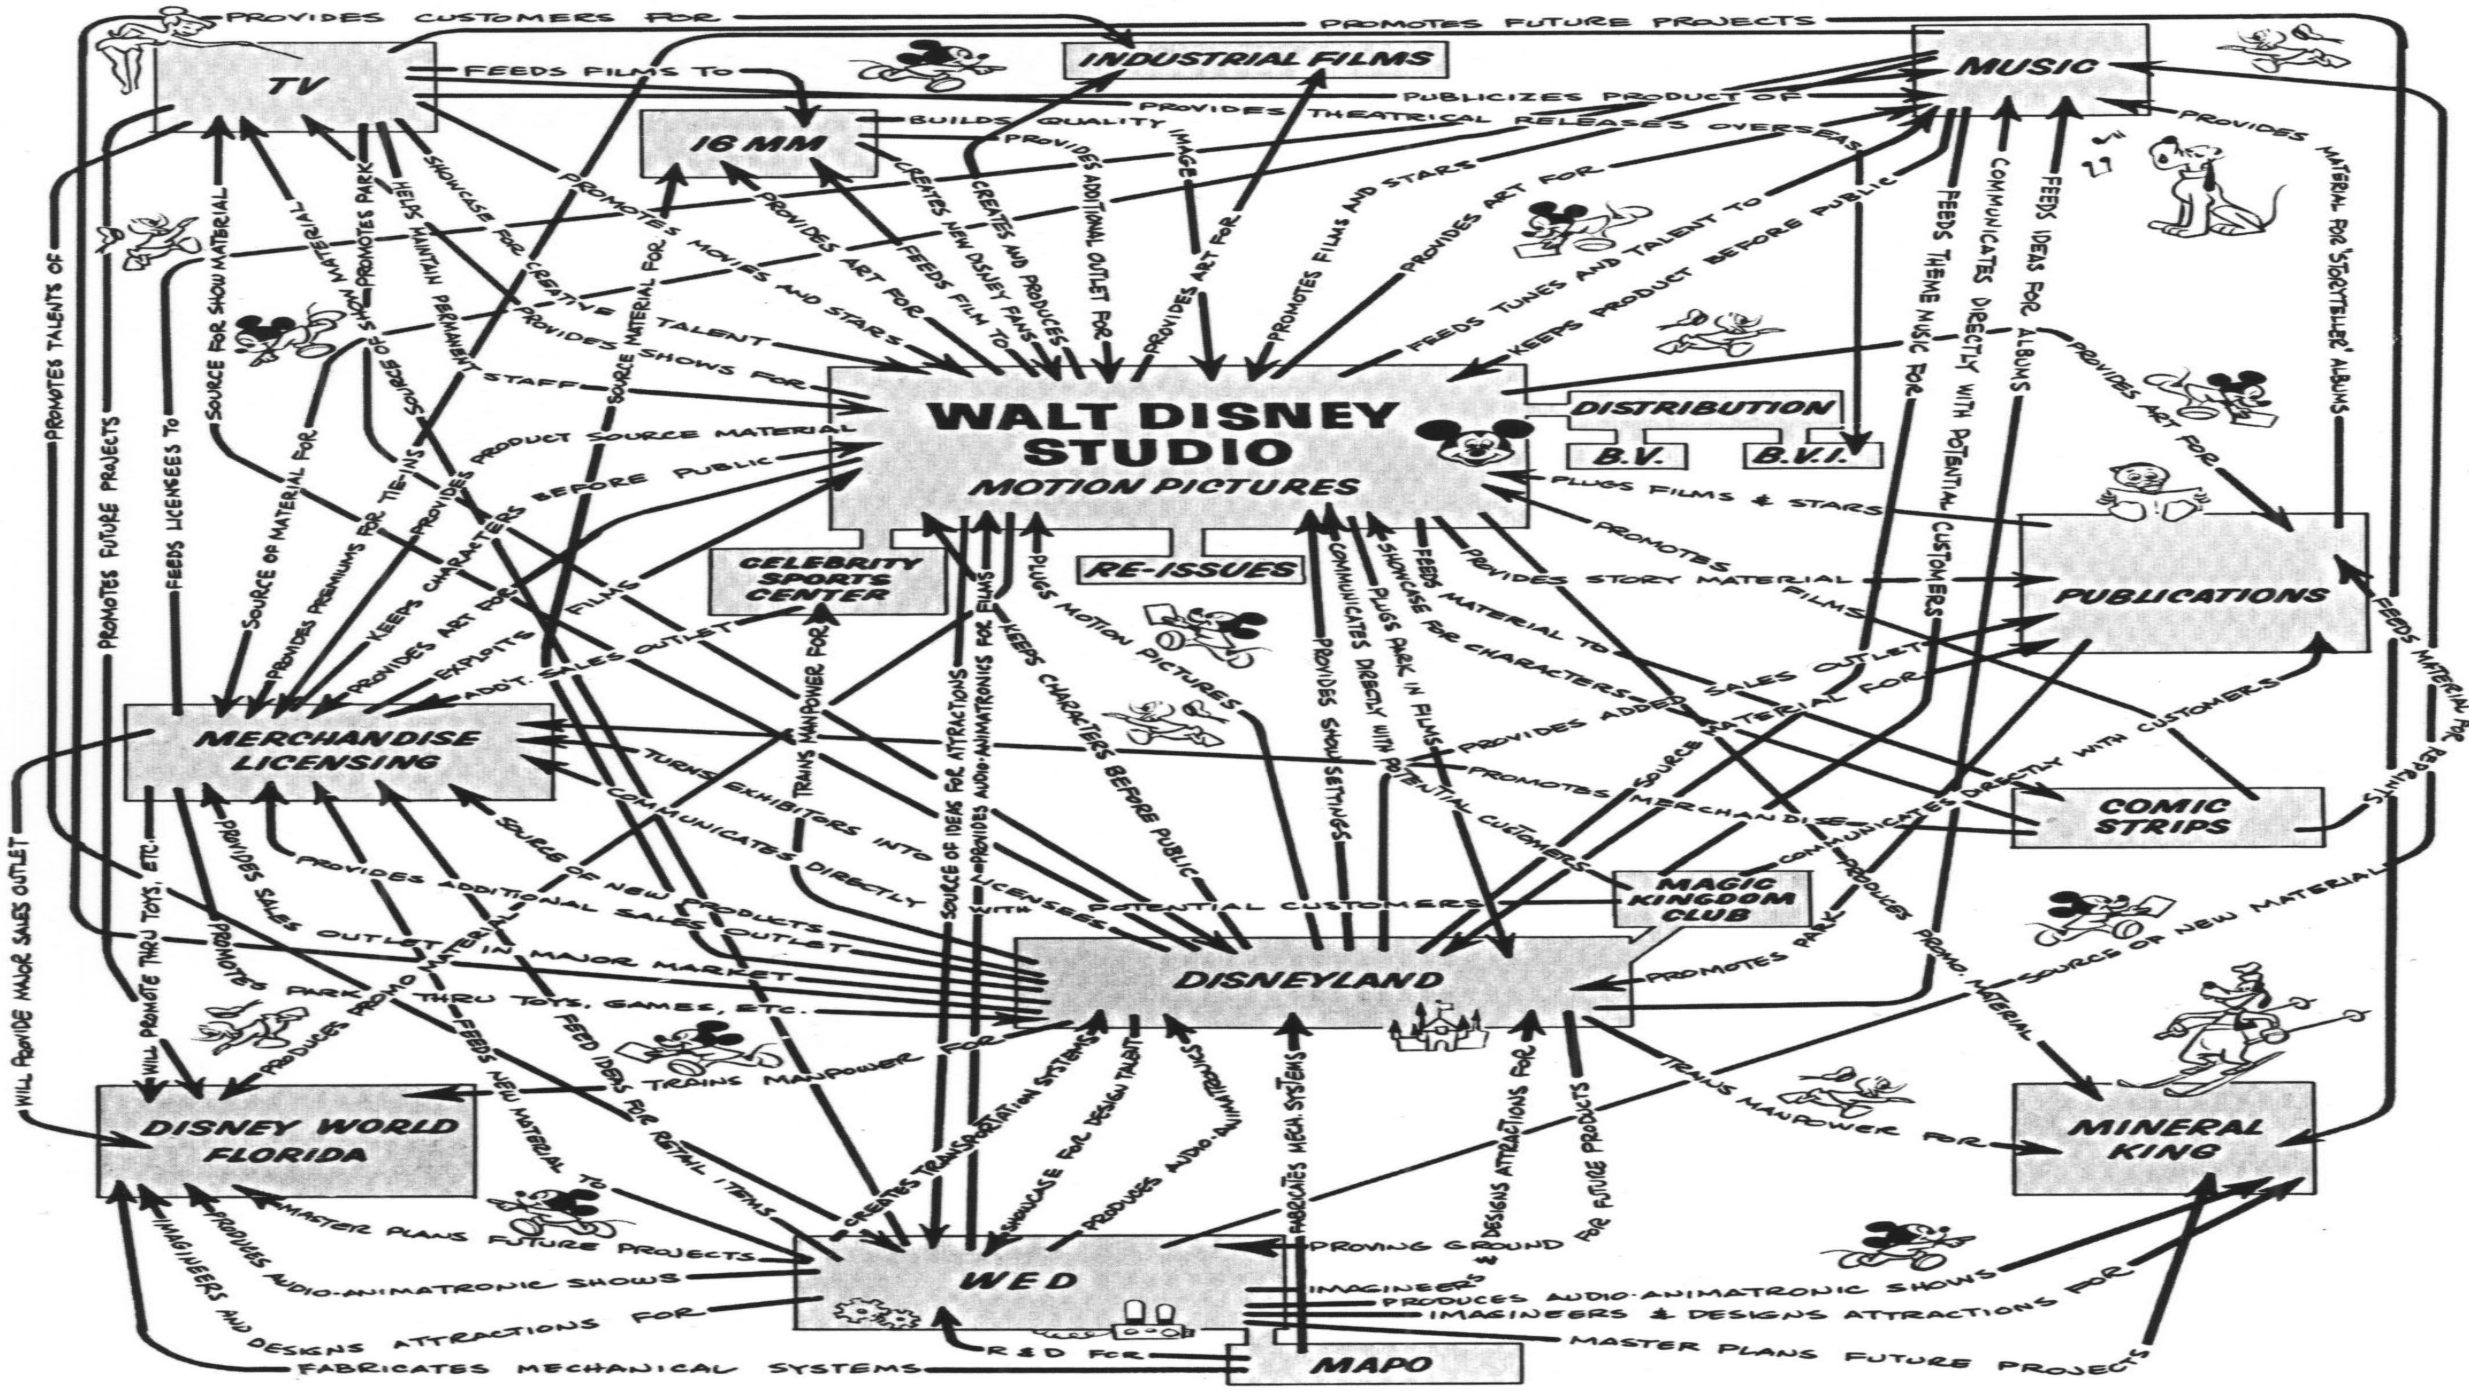 PROVIDES CUSTOMERS FOR
PROMOTES FUTURE PROJECTS
TV
FEEDS FILMS TO
INDUSTRIAL FILMS
MUSIC
PUBLICIZES PRODUCT OF
PROVIDES THEATRICAL RELEASES OVERSEAS
16 MM
BUILDS QUALITY IMAGE
PROVIDES ADDITIONAL OUTLET FOR
CREATES NEW DISNEY FANS
CREATES AND PRODUCES
PROVIDES ART FOR
FEEDS FILM TO
PROVIDES ART FOR
PROMOTES FILMS AND STARS
PROVIDES ART FOR
FEEDS TUNES AND TALENT TO
KEEPS PRODUCT BEFORE PUBLIC
FEEDS THEME MUSIC FOR
COMMUNICATES DIRECTLY WITH POTENTIAL CUSTOMERS
FEEDS IDEAS FOR ALBUMS
PROVIDES MATERIAL FOR 'STORYTELLER' ALBUMS
PROMOTES TALENTS OF
PROMOTES FUTURE PROJECTS
FEEDS LICENSEES TO
SOURCE FOR SHOW MATERIAL
SOURCE OF SHOW MATERIAL
PROMOTES PARK
HELPS MAINTAIN PERMANENT STAFF
SHOWCASE FOR CREATIVE TALENT
PROMOTES MOVIES AND STARS
PROVIDES SHOWS FOR
SOURCE MATERIAL FOR
WALT DISNEY
STUDIO
MOTION PICTURES
DISTRIBUTION
B.V.
B.V.I.
PROVIDES ART FOR
PLUGS FILMS & STARS
PROMOTES FILMS
PROVIDES STORY MATERIAL
PUBLICATIONS
FEEDS MATERIAL FOR REPRINTS
SOURCE OF MATERIAL FOR
PROVIDES PREMIUMS FOR TIE-INS
PROVIDES PRODUCT SOURCE MATERIAL
KEEPS CHARACTERS BEFORE PUBLIC
PROVIDES ART FOR
EXPLOITS FILMS
ADD'T. SALES OUTLET
CELEBRITY
SPORTS
CENTER
RE-ISSUES
TRAINS MANPOWER FOR
SOURCE OF IDEAS FOR ATTRACTIONS
PROVIDES AUDIO-ANIMATRONICS FOR FILMS
KEEPS CHARACTERS BEFORE PUBLIC
PLUGS MOTION PICTURES
PROVIDES SHOW SETTINGS
COMMUNICATES DIRECTLY WITH POTENTIAL CUSTOMERS
PLUGS PARK IN FILMS
SHOWCASE FOR CHARACTERS
FEEDS MATERIAL TO
PROVIDES ADDED SALES OUTLET
SOURCE MATERIAL FOR
COMMUNICATES DIRECTLY WITH CUSTOMERS
PROMOTES MERCHANDISE
COMIC
STRIPS
MERCHANDISE
LICENSING
TURNS EXHIBITORS INTO LICENSEES
COMMUNICATES DIRECTLY WITH POTENTIAL CUSTOMERS
MAGIC
KINGDOM
CLUB
PRODUCES PROMO. MATERIAL
PROMOTES PARK
SOURCE OF NEW MATERIAL
WILL PROVIDE MAJOR SALES OUTLET
WILL PROMOTE THRU TOYS, ETC.
PROMOTES PARK THRU TOYS, GAMES, ETC.
PROVIDES SALES OUTLET IN MAJOR MARKET
PROVIDES ADDITIONAL SALES OUTLET
SOURCE OF NEW PRODUCTS
PRODUCES PROMO MATERIAL
FEEDS NEW MATERIAL TO
FEED IDEAS FOR RETAIL ITEMS
DISNEYLAND
TRAINS MANPOWER FOR
CREATES TRANSPORTATION SYSTEMS
SHOWCASE FOR DESIGN TALENT
PRODUCES AUDIO-ANIMATRONICS
FABRICATES MECH. SYSTEMS
IMAGINEERS & DESIGNS ATTRACTIONS FOR
PROVING GROUND FOR FUTURE PRODUCTS
TRAINS MANPOWER FOR
DISNEY WORLD
FLORIDA
MINERAL
KING
MASTER PLANS FUTURE PROJECTS
PRODUCES AUDIO-ANIMATRONIC SHOWS
IMAGINEERS AND DESIGNS ATTRACTIONS FOR
FABRICATES MECHANICAL SYSTEMS
WED
PRODUCES AUDIO-ANIMATRONIC SHOWS
IMAGINEERS & DESIGNS ATTRACTIONS FOR
MASTER PLANS FUTURE PROJECTS
R & D FOR
MAPO